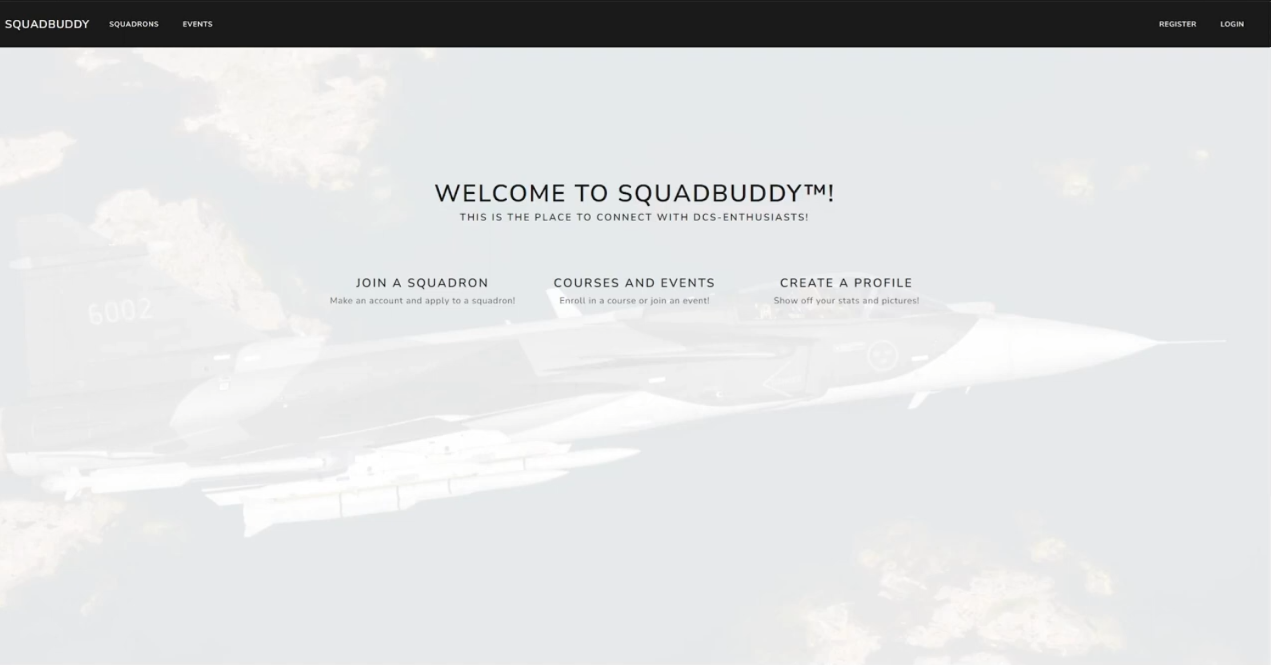 SQUADBUDDY SQUADRONS EVENTS REGISTER LOGIN
WELCOME TO SQUADBUDDY™!
THIS IS THE PLACE TO CONNECT WITH DCS-ENTHUSIASTS!
JOIN A SQUADRON COURSES AND EVENTS CREATE A PROFILE
Make an account and apply to a squadron! Enroll in a course or join an event! Show off your stats and pictures!
6002